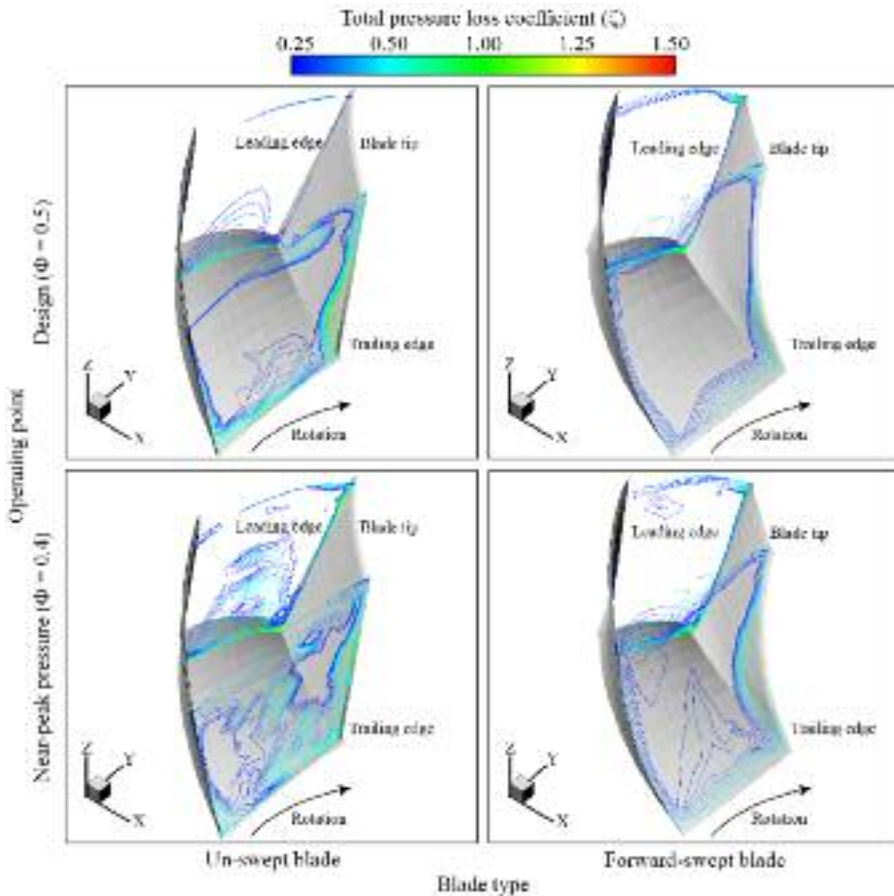 Total pressure loss coefficient (ζ)
0.25 0.50 1.00 1.25 1.50
Operating point
Design (Φ = 0.5)
Leading edge Blade tip
Trailing edge
Z
Y
X
Rotation
Leading edge Blade tip
Trailing edge
Z
Y
X
Rotation
Near-peak pressure (Φ = 0.4)
Leading edge Blade tip
Trailing edge
Z
Y
X
Rotation
Leading edge Blade tip
Trailing edge
Z
Y
X
Rotation
Un-swept blade Forward-swept blade
Blade type